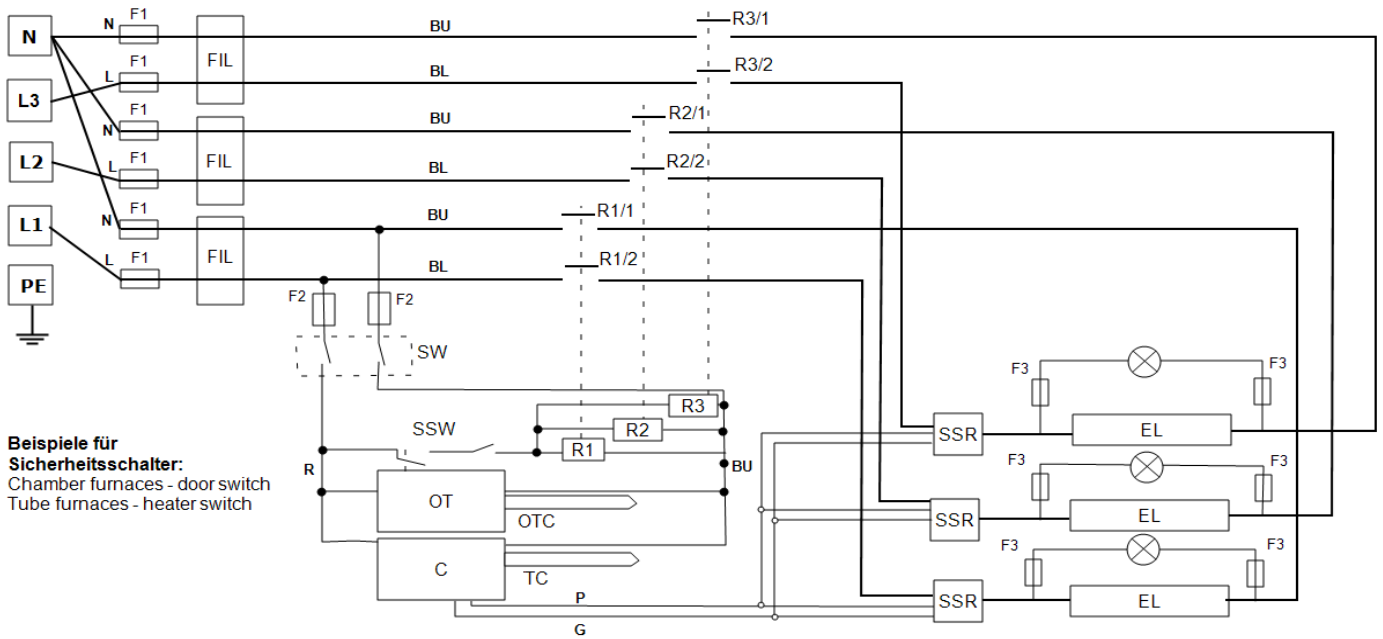 N
N
F1
FIL
BU
R3/1
L3
L
F1
BL
R3/2
N
F1
FIL
BU
R2/1
L2
L
F1
BL
R2/2
L1
N
F1
FIL
BU
R1/1
L
F1
BL
R1/2
PE
F2
F2
SW
F3
F3
R3
SSR
EL
SSW
R2
R1
Beispiele für
Sicherheitsschalter:
Chamber furnaces - door switch
Tube furnaces - heater switch
R
BU
F3
F3
OT
OTC
SSR
EL
F3
F3
C
TC
P
G
SSR
EL